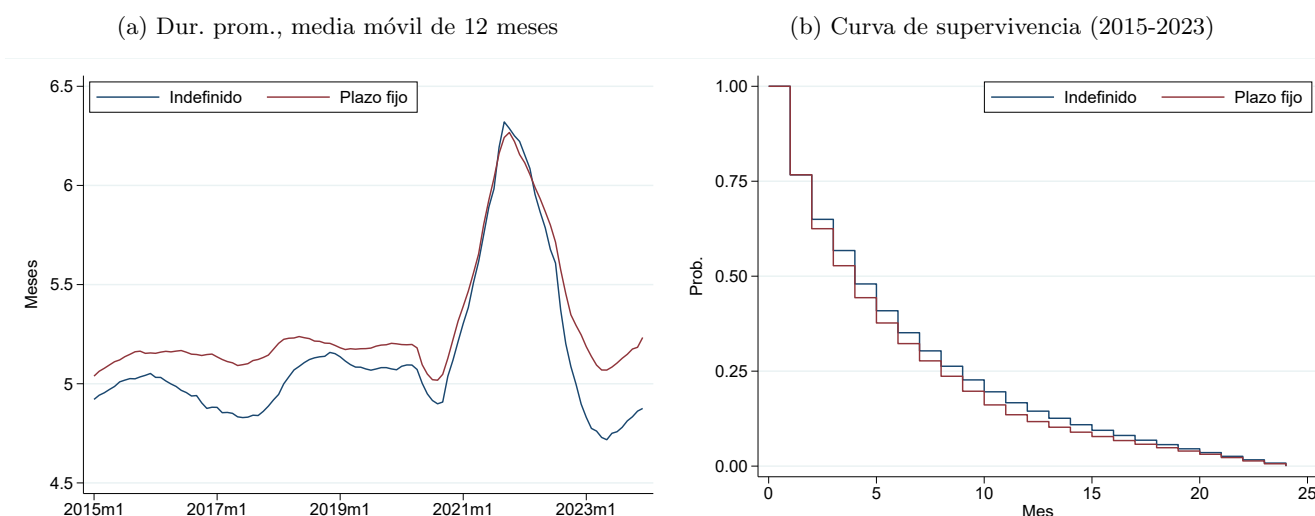 (a) Dur. prom., media móvil de 12 meses
6.5
Indefinido
Plazo fijo
6
5.5
5
4.5
Meses
2015m1
2017m1
2019m1
2021m1
2023m1
(b) Curva de supervivencia (2015-2023)
1.00
Indefinido
Plazo fijo
0.75
0.50
0.25
0.00
Prob.
0
5
10
15
20
25
Mes